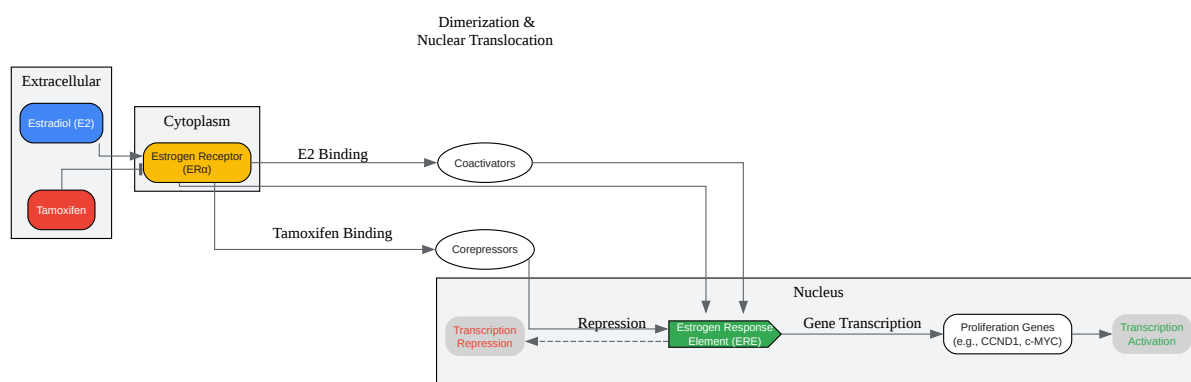 Dimerization &
Nuclear Translocation
Extracellular
Estradiol (E2)
Tamoxifen
Cytoplasm
Estrogen Receptor
(ERα)
E2 Binding
Coactivators
Tamoxifen Binding
Corepressors
Nucleus
Transcription
Repression
Repression
Estrogen Response
Element (ERE)
Gene Transcription
Proliferation Genes
(e.g., CCND1, c-MYC)
Transcription
Activation